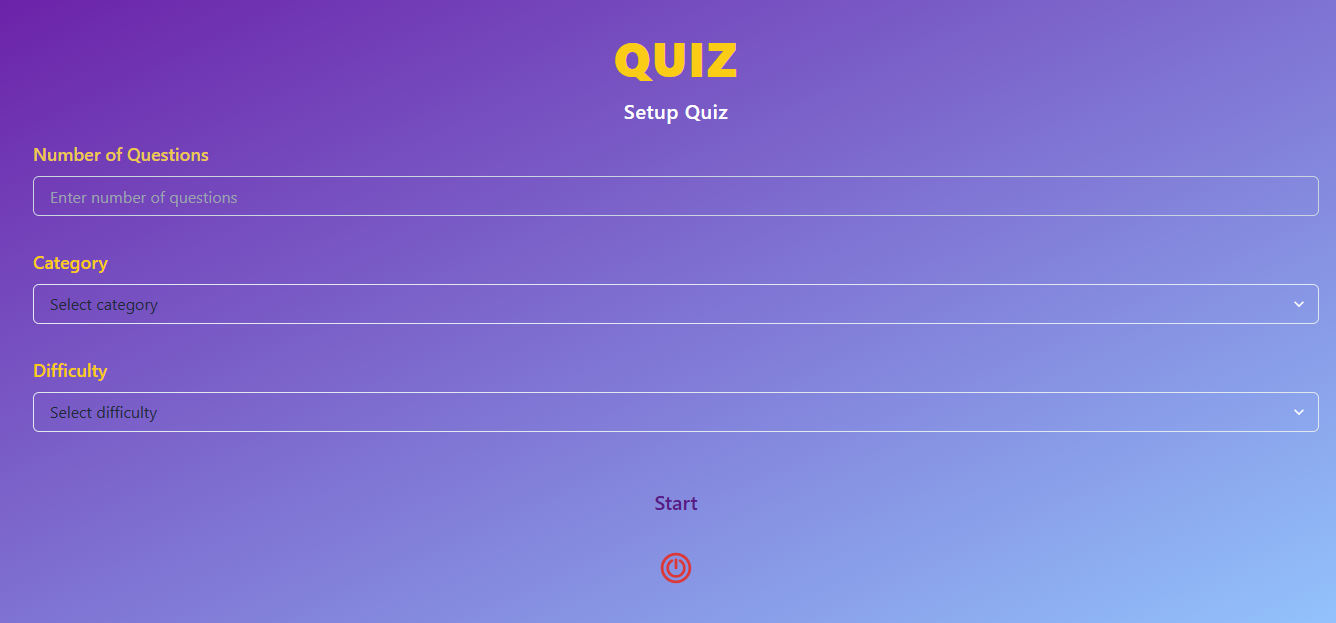 QUIZ
Setup Quiz
Number of Questions
Enter number of questions
Category
Select category
Difficulty
Select difficulty
Start